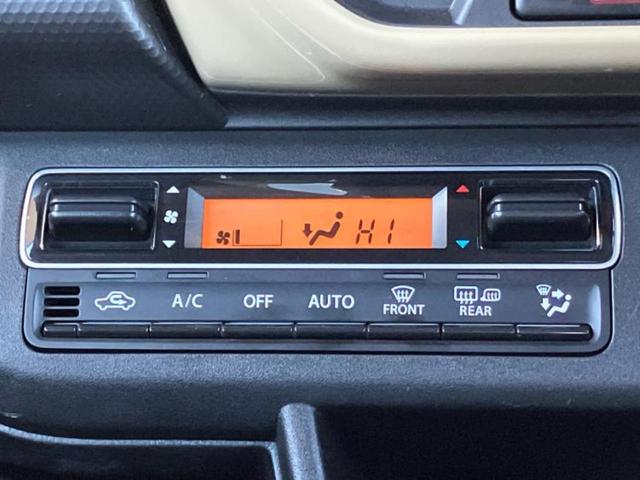 HI
A/C OFF AUTO FRONT REAR